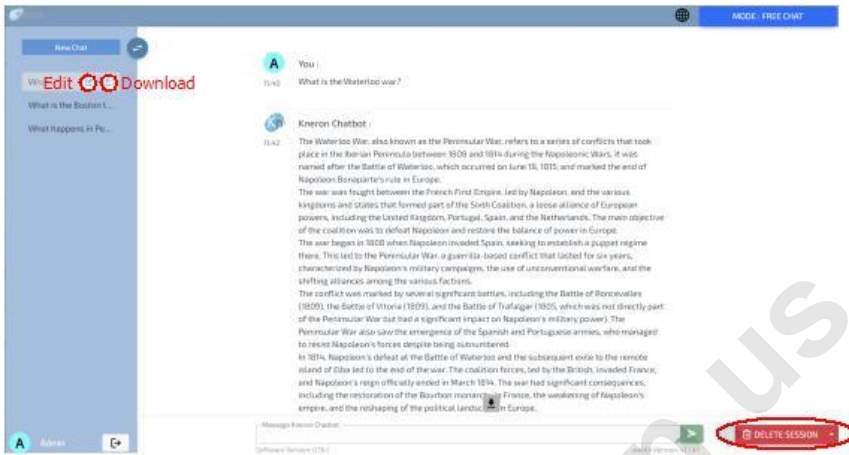 MODE : FREE CHAT
New Chat
Edit Download
What is the Boston t...
What happens in Pe...
You :
11:42 What is the Waterloo war?
Kneron Chatbot :
11:42 The Waterloo War, also known as the Peninsular War, refers to a series of conflicts that took
place in the Iberian Peninsula between 1808 and 1814 during the Napoleonic Wars. It was
named after the Battle of Waterloo, which occurred on June 18, 1815, and marked the end of
Napoleon Bonaparte's rule in Europe.
The war was fought between the French First Empire, led by Napoleon, and the various
kingdoms and states that formed part of the Sixth Coalition, a loose alliance of European
powers, including the United Kingdom, Portugal, Spain, and the Netherlands. The main objective
of the coalition was to defeat Napoleon and restore the balance of power in Europe.
The war began in 1808 when Napoleon invaded Spain, seeking to establish a puppet regime
there. This led to the Peninsular War, a guerrilla-based conflict that lasted for six years,
characterized by Napoleon's military campaigns, the use of unconventional warfare, and the
shifting alliances among the various factions.
The conflict was marked by several significant battles, including the Battle of Roncevalles
(1809), the Battle of Vitoria (1809), and the Battle of Trafalgar (1805, which was not directly part
of the Peninsular War but had a significant impact on Napoleon's military power). The
Peninsular War also saw the emergence of the Spanish and Portuguese armies, who managed
to resist Napoleon's forces despite being outnumbered.
In 1814, Napoleon's defeat at the Battle of Waterloo and the subsequent exile to the remote
island of Elba led to the end of the war. The coalition forces, led by the British, invaded France,
and Napoleon's reign officially ended in March 1814. The war had significant consequences,
including the restoration of the Bourbon monarchy in France, the weakening of Napoleon's
empire, and the reshaping of the political landsc in Europe.
Message Kneron Chatbot
DELETE SESSION
A Admin
Software Version